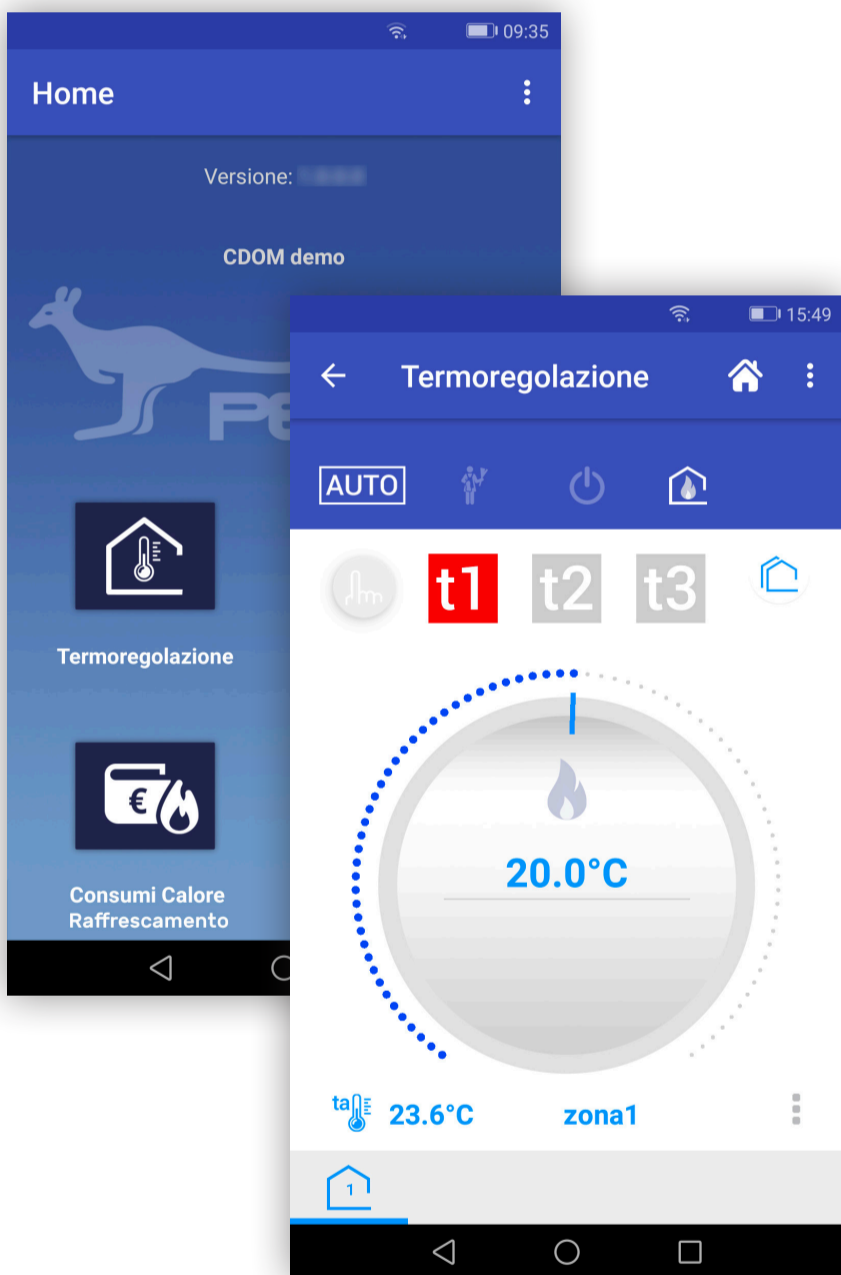 09:35
Home
Versione:
CDOM demo
Termoregolazione
€
Consumi Calore
Raffrescamento
15:49
Termoregolazione
AUTO
t1
t2
t3
20.0°C
ta
23.6°C
zona1
1